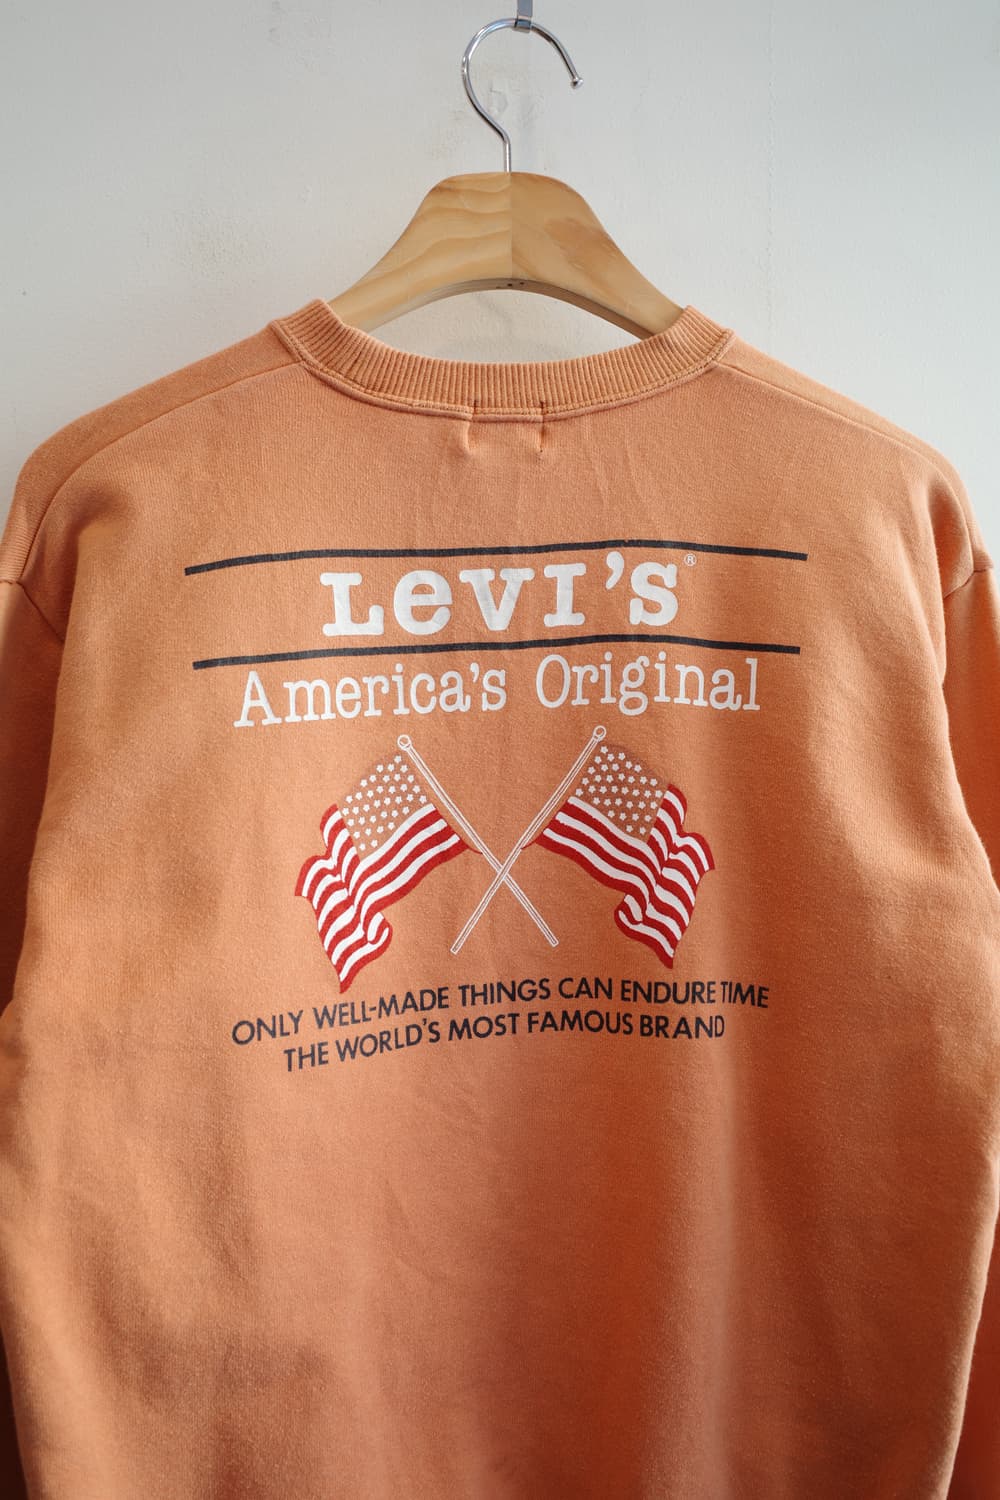 Levi's®
America's Original
ONLY WELL-MADE THINGS CAN ENDURE TIME
THE WORLD'S MOST FAMOUS BRAND